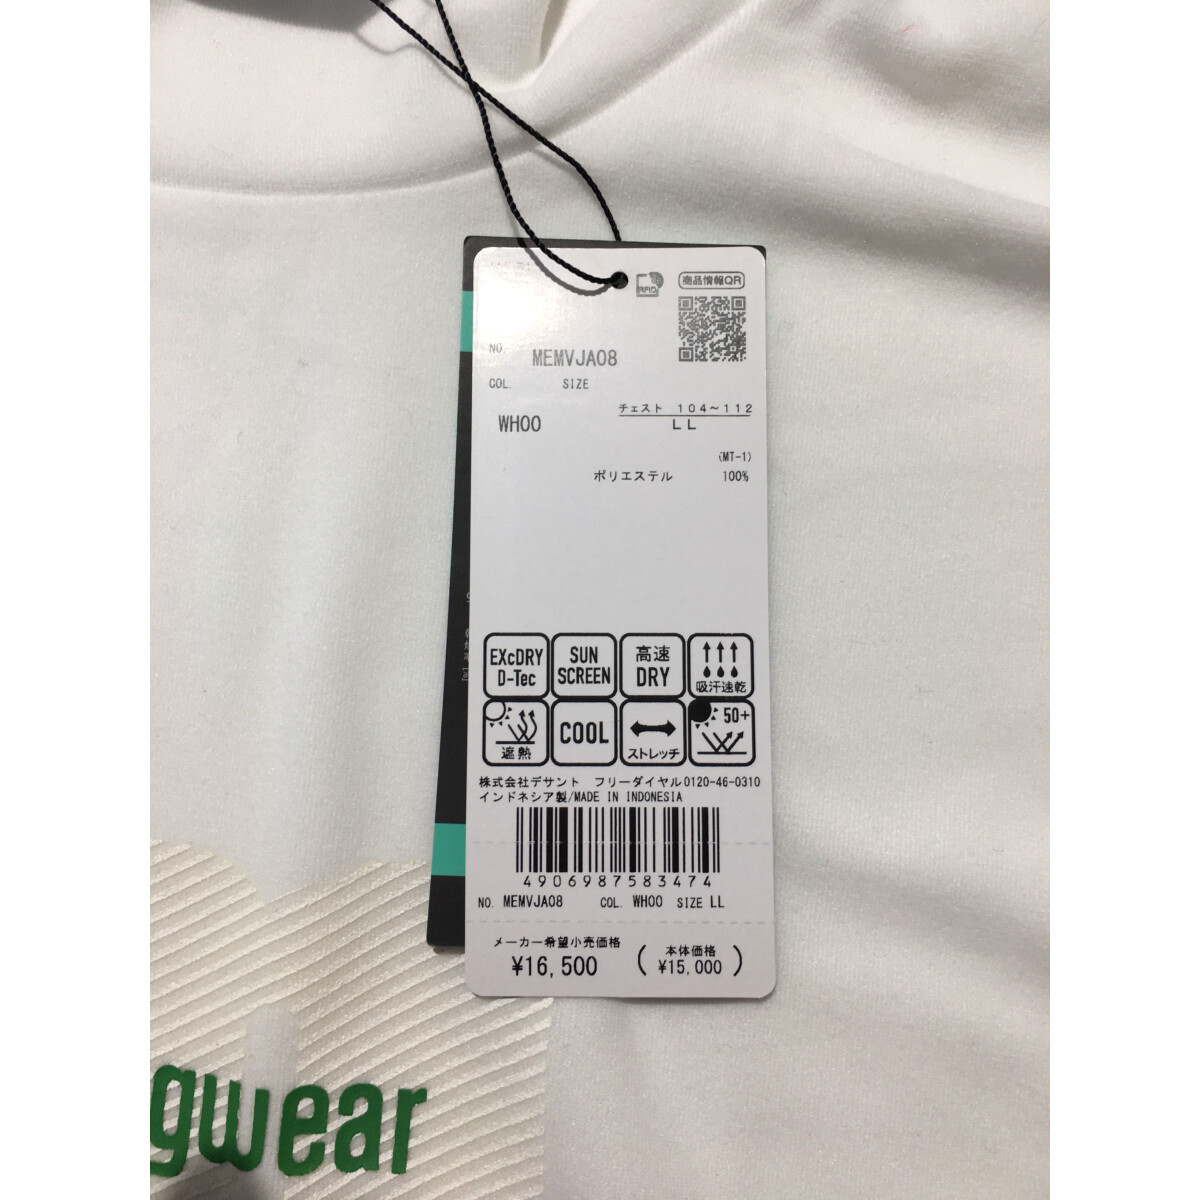 RFID 商品情報QR
NO. MEMVJA08
COL. SIZE
チェスト 104~112
WH00 LL
(MT-1)
ポリエステル 100%
EXcDRY D-Tec
SUN SCREEN
高速 DRY
吸汗速乾
遮熱
COOL
ストレッチ
50+
株式会社デサント フリーダイヤル0120-46-0310
インドネシア製/MADE IN INDONESIA
4906987583474
NO. MEMVJA08 COL. WH00 SIZE LL
メーカー希望小売価格
¥16,500
(本体価格 ¥15,000)
gwear